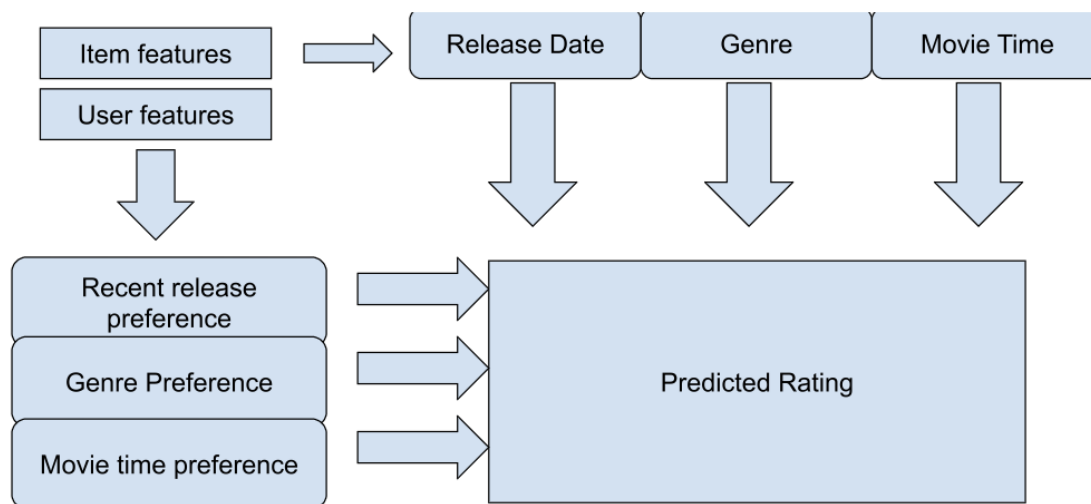 Item features
Release Date
Genre
Movie Time
User features
Recent release
preference
Genre Preference
Movie time preference
Predicted Rating